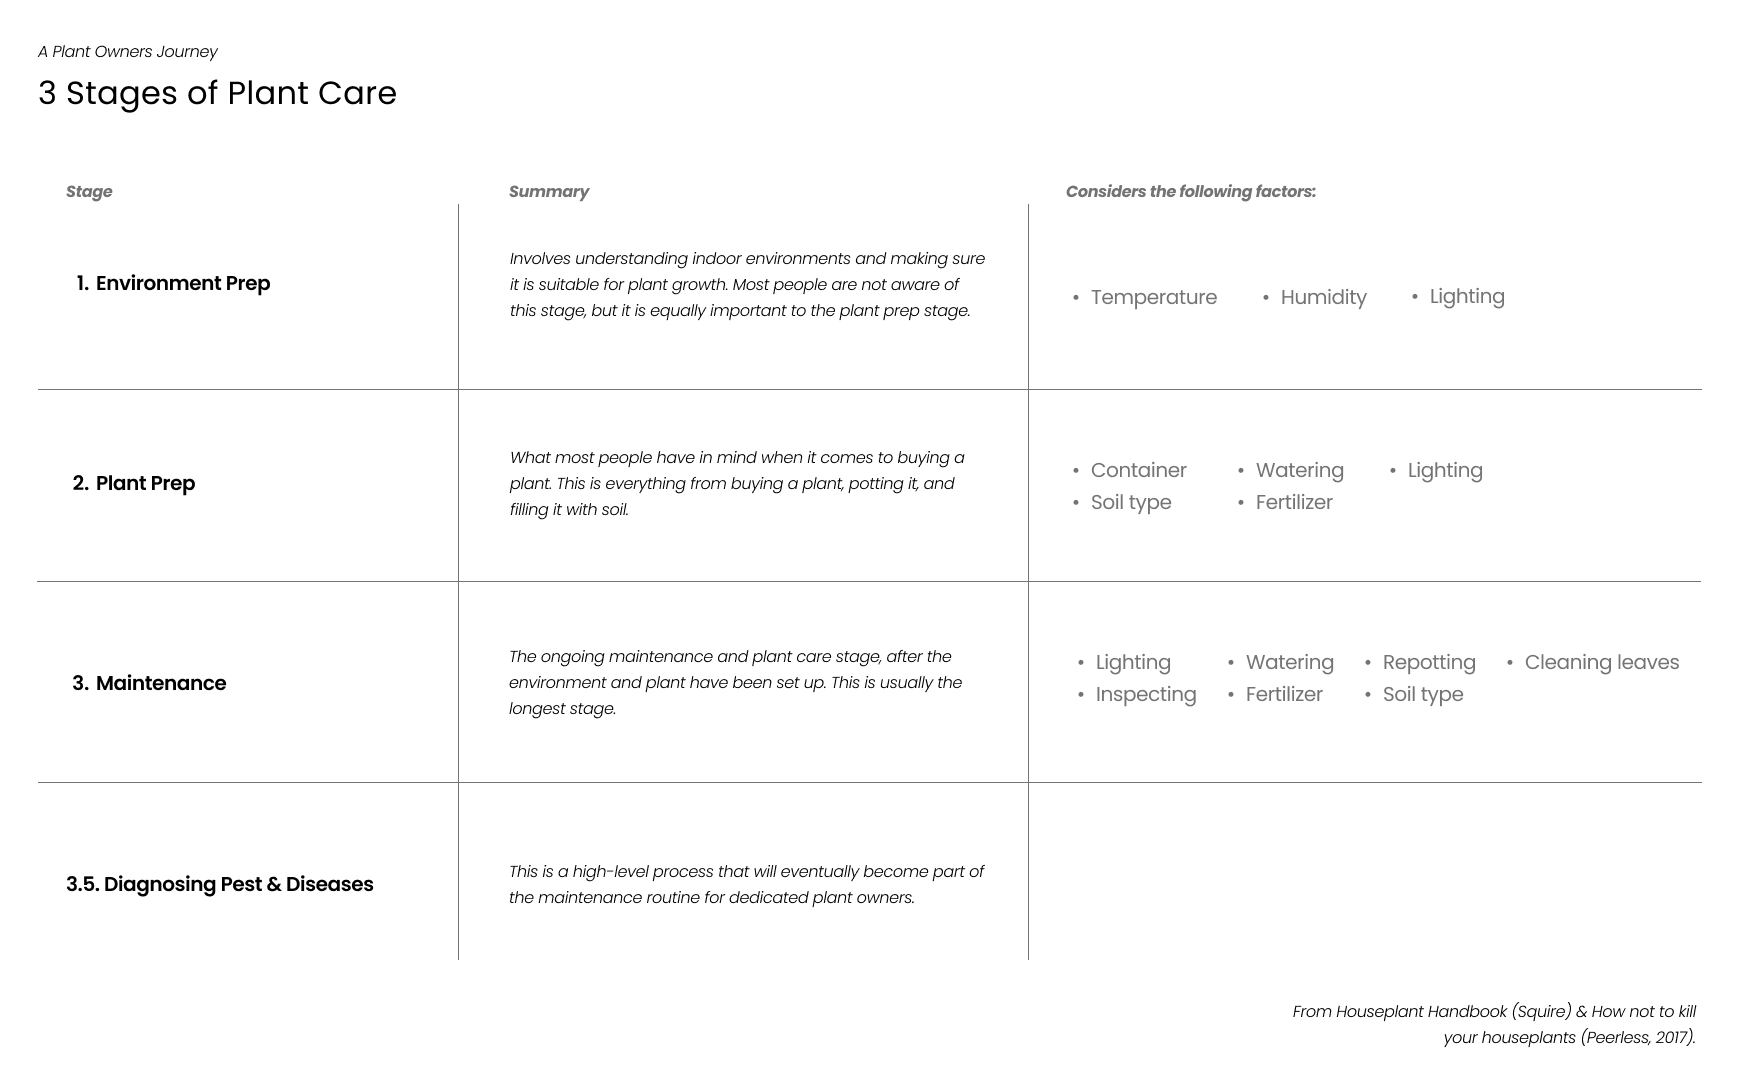 A Plant Owners Journey
3 Stages of Plant Care
Stage
Summary
Considers the following factors:
1. Environment Prep
Involves understanding indoor environments and making sure
it is suitable for plant growth. Most people are not aware of
this stage, but it is equally important to the plant prep stage.
• Temperature • Humidity • Lighting
2. Plant Prep
What most people have in mind when it comes to buying a
plant. This is everything from buying a plant, potting it, and
filling it with soil.
• Container • Watering • Lighting
• Soil type • Fertilizer
3. Maintenance
The ongoing maintenance and plant care stage, after the
environment and plant have been set up. This is usually the
longest stage.
• Lighting • Watering • Repotting • Cleaning leaves
• Inspecting • Fertilizer • Soil type
3.5. Diagnosing Pest & Diseases
This is a high-level process that will eventually become part of
the maintenance routine for dedicated plant owners.
From Houseplant Handbook (Squire) & How not to kill
your houseplants (Peerless, 2017).